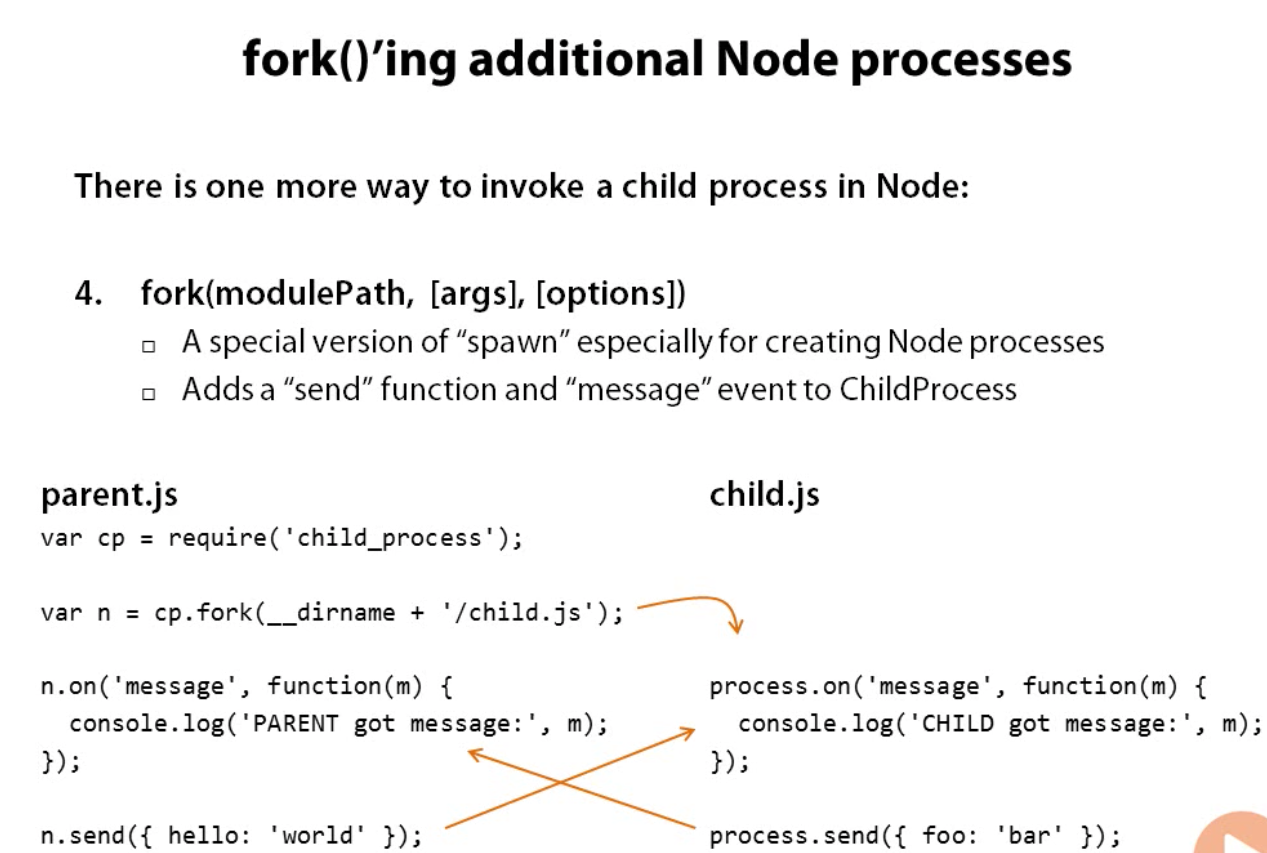 fork()’ing additional Node processes
There is one more way to invoke a child process in Node:
4. fork(modulePath, [args], [options])
A special version of “spawn” especially for creating Node processes
Adds a “send” function and “message” event to ChildProcess
parent.js
var cp = require('child_process');
var n = cp.fork(__dirname + '/child.js');
n.on('message', function(m) {
  console.log('PARENT got message:', m);
});
n.send({ hello: 'world' });
child.js
process.on('message', function(m) {
  console.log('CHILD got message:', m);
});
process.send({ foo: 'bar' });